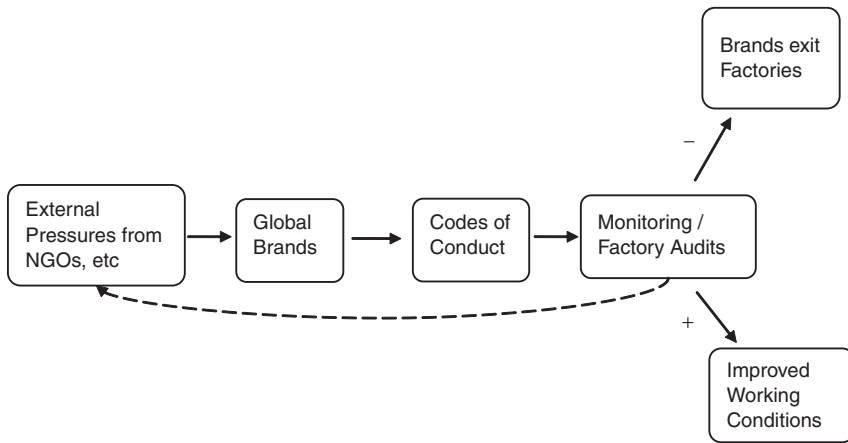 Brands exit
Factories
−
External
Pressures from
NGOs, etc
Global
Brands
Codes of
Conduct
Monitoring /
Factory Audits
+
Improved
Working
Conditions